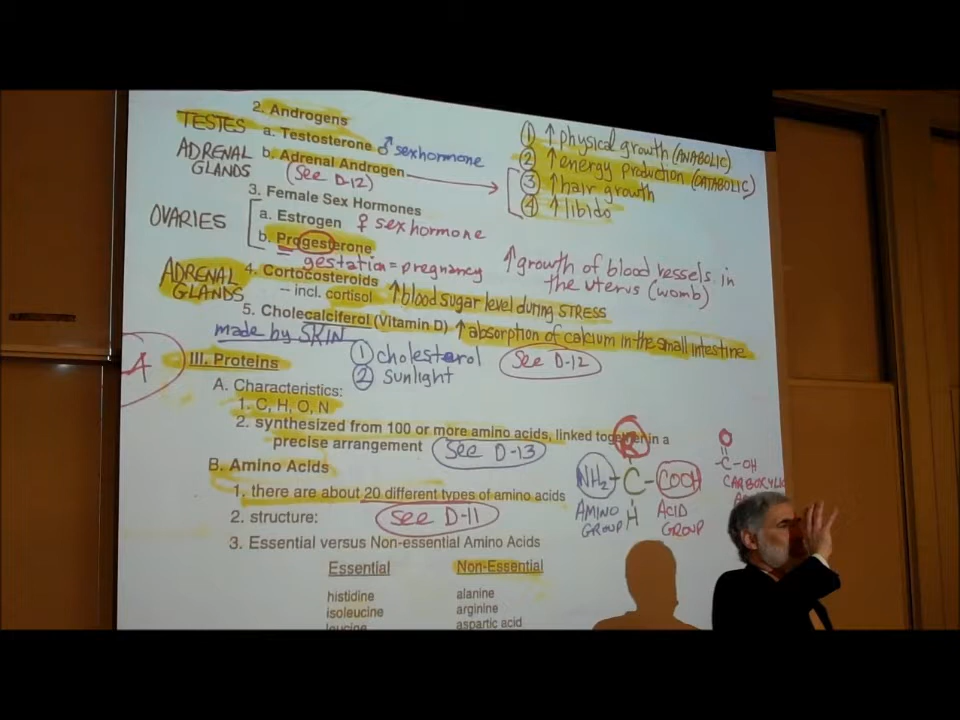 2. Androgens
TESTES a. Testosterone ♂ sex hormone
ADRENAL GLANDS b. Adrenal Androgen
(See D-12)
① ↑ physical growth (ANABOLIC)
② ↑ energy production (CATABOLIC)
③ ↑ hair growth
④ ↑ libido
3. Female Sex Hormones
OVARIES a. Estrogen ♀ sex hormone
b. Progesterone
= gestation = pregnancy
↑ growth of blood vessels in
the uterus (womb)
ADRENAL GLANDS 4. Cortocosteroids
– incl. cortisol ↑ blood sugar level during STRESS
5. Cholecalciferol (Vitamin D) ↑ absorption of calcium in the small intestine
made by SKIN ① cholesterol
② sunlight
See D-12
A
III. Proteins
A. Characteristics:
1. C, H, O, N
2. synthesized from 100 or more amino acids, linked together in a
precise arrangement See D-13
B. Amino Acids
1. there are about 20 different types of amino acids
2. structure: See D-11
R
NH₂ – C – COOH
H
AMINO GROUP
ACID GROUP
O
C – OH
CARBOXYLIC
3. Essential versus Non-essential Amino Acids
Essential Non-Essential
histidine alanine
isoleucine arginine
leucine aspartic acid